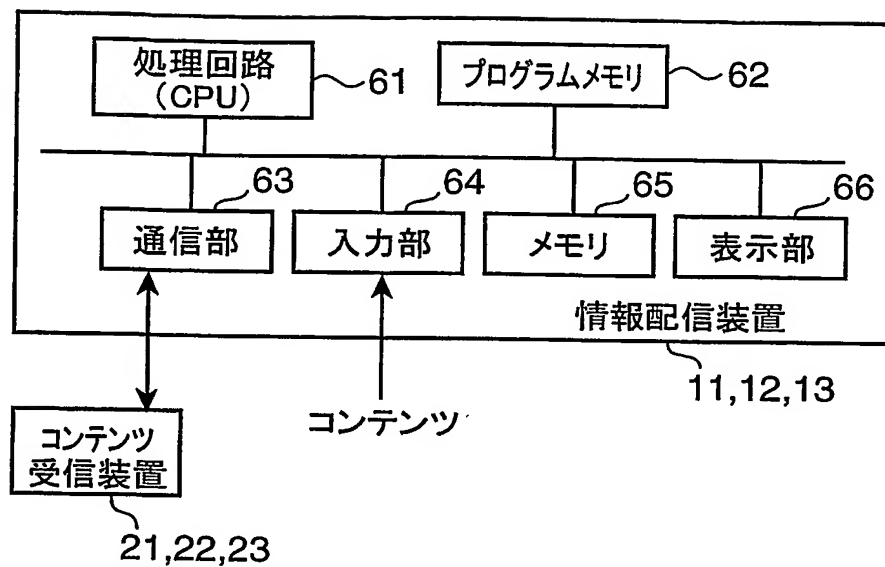 処理回路
(CPU)
61
プログラムメモリ
62
63
64
65
66
通信部
入力部
メモリ
表示部
情報配信装置
11,12,13
コンテンツ
コンテンツ
受信装置
21,22,23